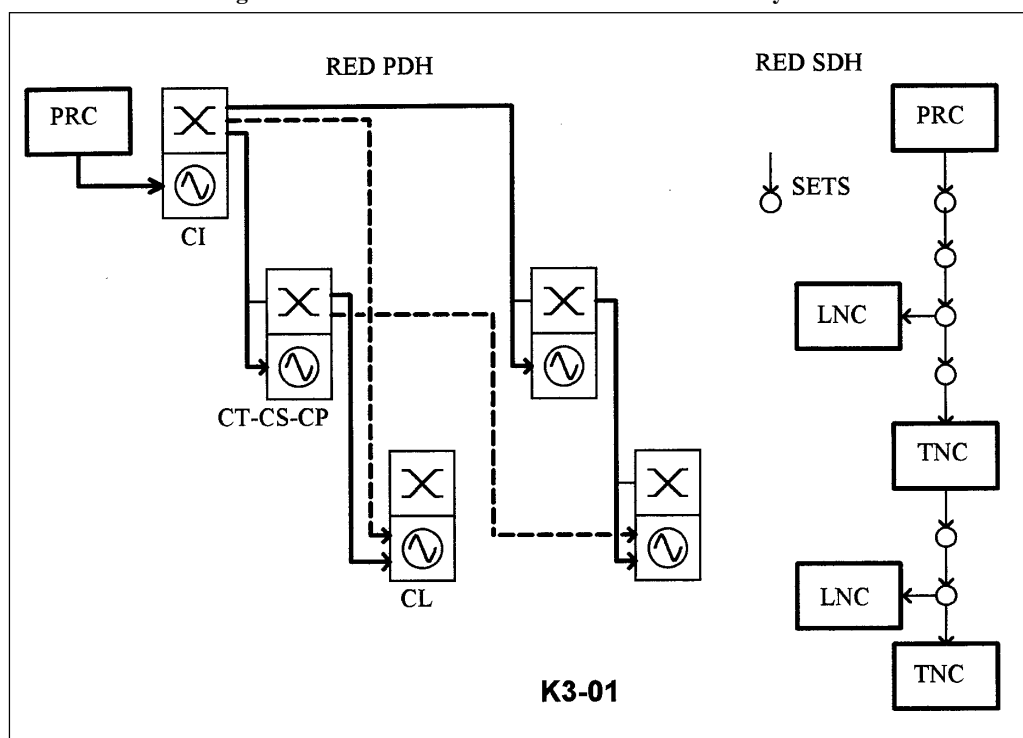 RED PDH
RED SDH
PRC
PRC
SETS
CI
LNC
CT-CS-CP
TNC
CL
LNC
TNC
K3-01